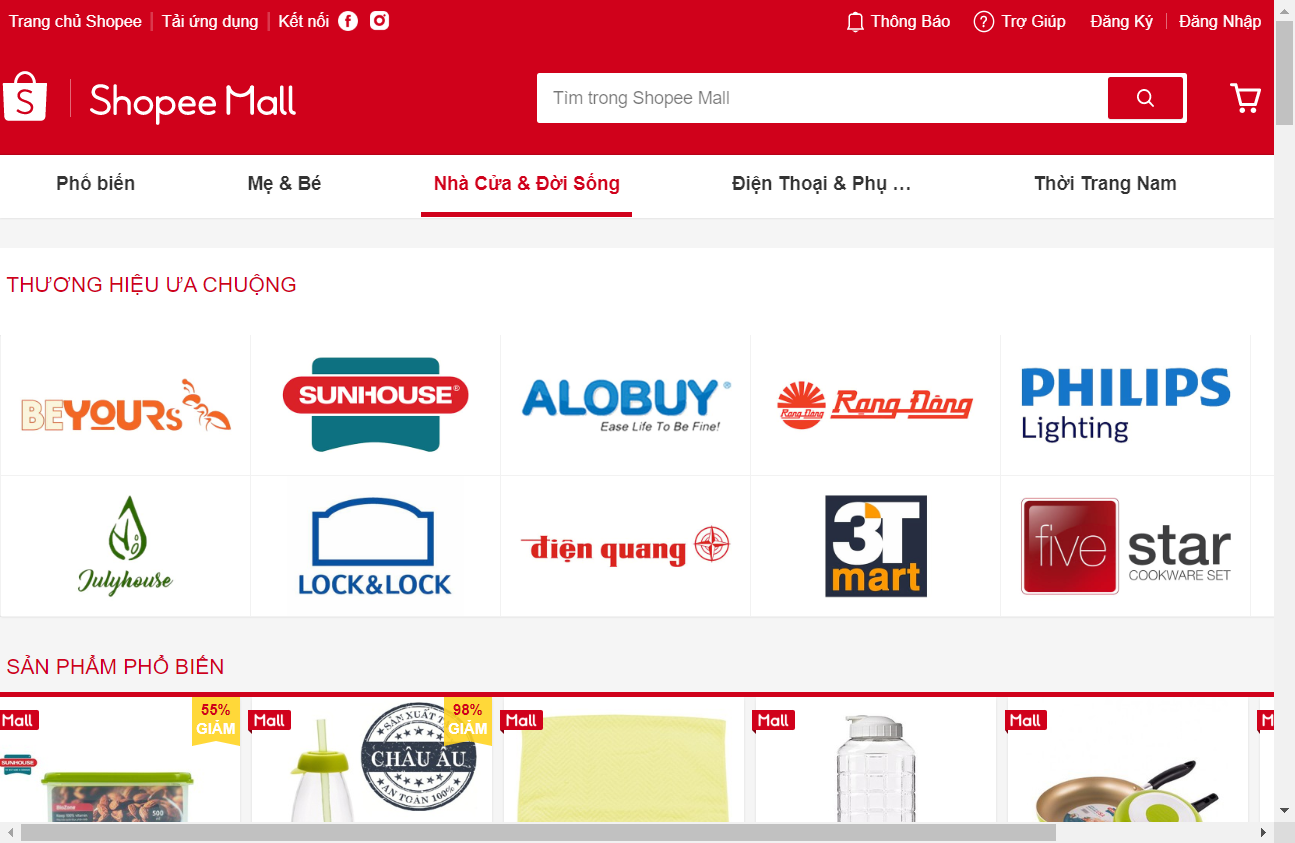 Trang chủ Shopee Tải ứng dụng Kết nối Thông Báo Trợ Giúp Đăng Ký Đăng Nhập
S Shopee Mall Tìm trong Shopee Mall
Phổ biến Mẹ & Bé Nhà Cửa & Đời Sống Điện Thoại & Phụ ... Thời Trang Nam
THƯƠNG HIỆU ƯA CHUỘNG
BEYOURs
SUNHOUSE®
ALOBUY®
Ease Life To Be Fine!
Rạng Đông Rạng Đông
PHILIPS
Lighting
Julyhouse
LOCK&LOCK
điện quang
3T
mart
five star
COOKWARE SET
SẢN PHẨM PHỔ BIẾN
Mall 55%
GIẢM
SUNHOUSE
BioZone
500
Mall 98%
GIẢM
SẢN XUẤT
CHÂU ÂU
AN TOÀN 100%
Mall
Mall
Mall